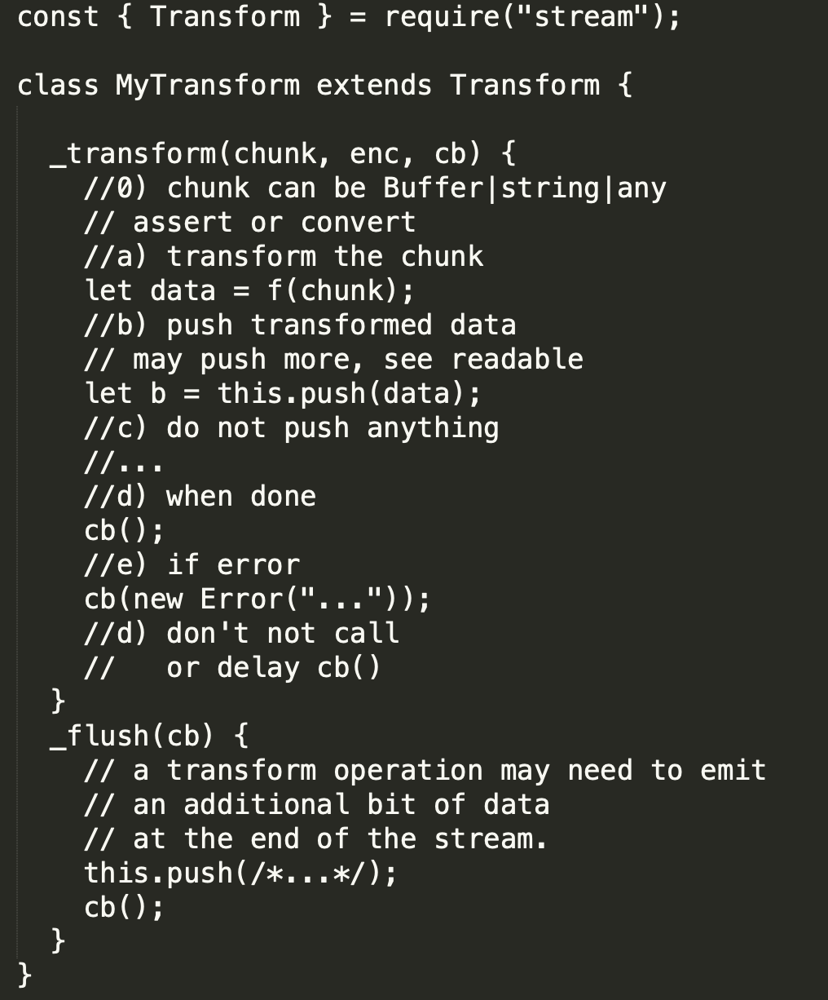 const { Transform } = require("stream");
class MyTransform extends Transform {
_transform(chunk, enc, cb) {
//0) chunk can be Buffer|string|any
// assert or convert
//a) transform the chunk
let data = f(chunk);
//b) push transformed data
// may push more, see readable
let b = this.push(data);
//c) do not push anything
//...
//d) when done
cb();
//e) if error
cb(new Error("..."));
//d) don't not call
//   or delay cb()
}
_flush(cb) {
// a transform operation may need to emit
// an additional bit of data
// at the end of the stream.
this.push(/*...*/);
cb();
}
}